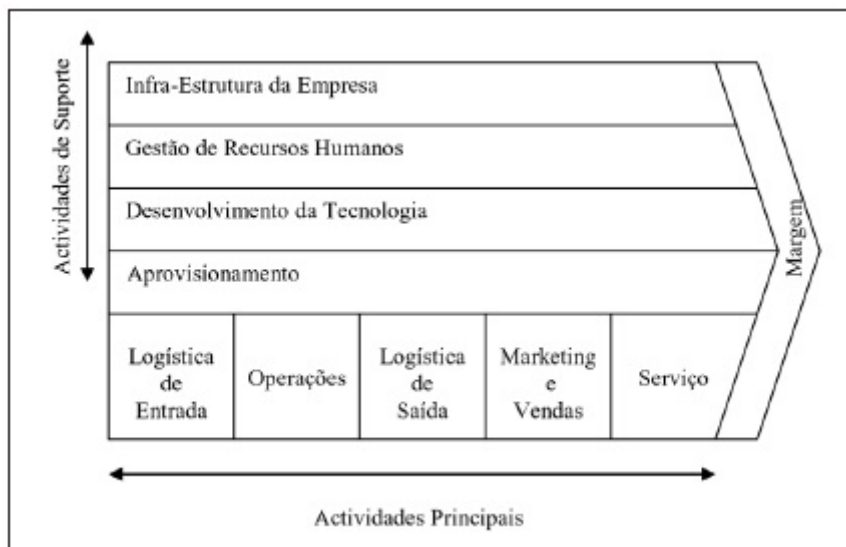 Actividades de Suporte
Infra-Estrutura da Empresa
Gestão de Recursos Humanos
Desenvolvimento da Tecnologia
Aprovisionamento
Logística
de
Entrada
Operações
Logística
de
Saída
Marketing
e
Vendas
Serviço
Margem
Actividades Principais